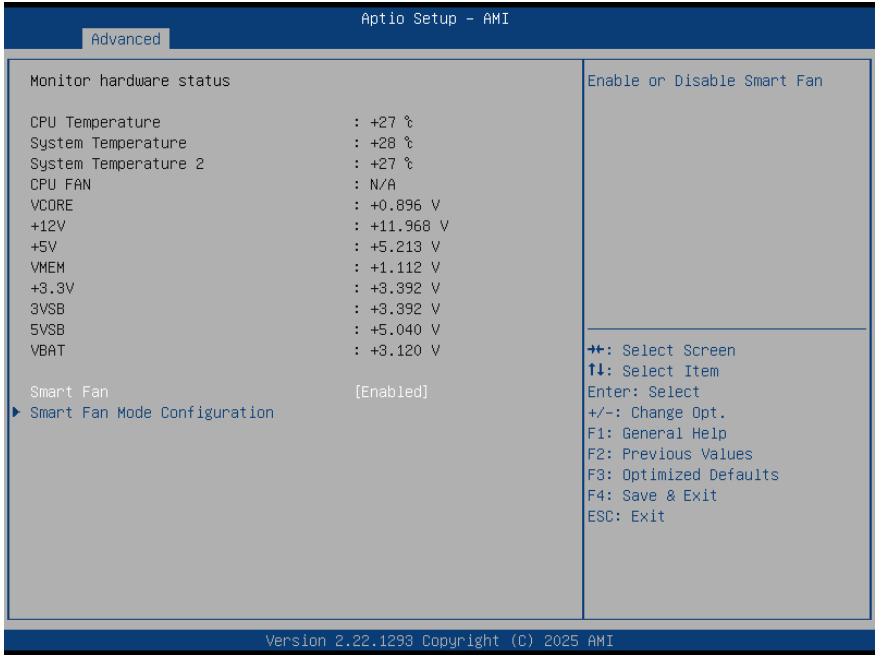 Aptio Setup – AMI
Advanced
Monitor hardware status
CPU Temperature : +27 ℃
System Temperature : +28 ℃
System Temperature 2 : +27 ℃
CPU FAN : N/A
VCORE : +0.896 V
+12V : +11.968 V
+5V : +5.213 V
VMEM : +1.112 V
+3.3V : +3.392 V
3VSB : +3.392 V
5VSB : +5.040 V
VBAT : +3.120 V
Smart Fan [Enabled]
Smart Fan Mode Configuration
Enable or Disable Smart Fan
→←: Select Screen
↑↓: Select Item
Enter: Select
+/-: Change Opt.
F1: General Help
F2: Previous Values
F3: Optimized Defaults
F4: Save & Exit
ESC: Exit
Version 2.22.1293 Copyright (C) 2025 AMI